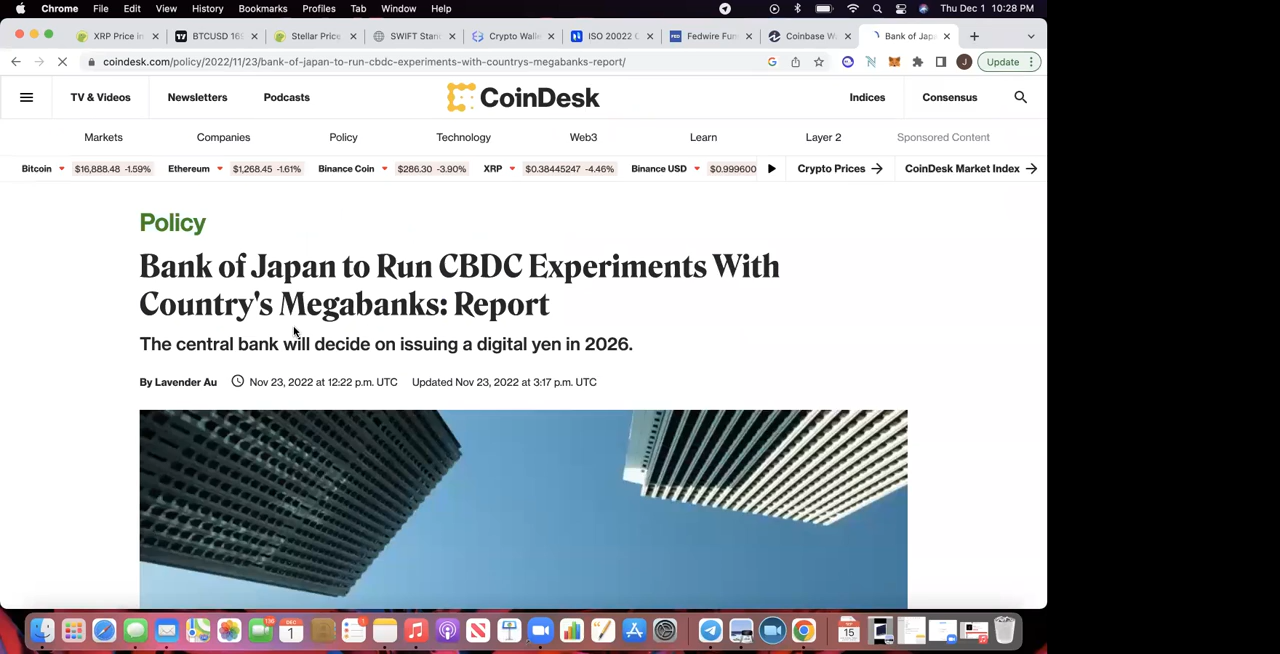 Chrome File Edit View History Bookmarks Profiles Tab Window Help Thu Dec 1 10:28 PM
XRP Price in BTCUSD 16 Stellar Price SWIFT Stan Crypto Walle ISO 20022 Fedwire Fun Coinbase W Bank of Japa
coindesk.com/policy/2022/11/23/bank-of-japan-to-run-cbdc-experiments-with-countrys-megabanks-report/ J Update
TV & Videos Newsletters Podcasts CoinDesk Indices Consensus
Markets Companies Policy Technology Web3 Learn Layer 2 Sponsored Content
Bitcoin $16,888.48 -1.59% Ethereum $1,268.45 -1.61% Binance Coin $286.30 -3.90% XRP $0.38445247 -4.46% Binance USD $0.999600 Crypto Prices CoinDesk Market Index
Policy
Bank of Japan to Run CBDC Experiments With
Country's Megabanks: Report
The central bank will decide on issuing a digital yen in 2026.
By Lavender Au Nov 23, 2022 at 12:22 p.m. UTC Updated Nov 23, 2022 at 3:17 p.m. UTC
DEC
1 1 15